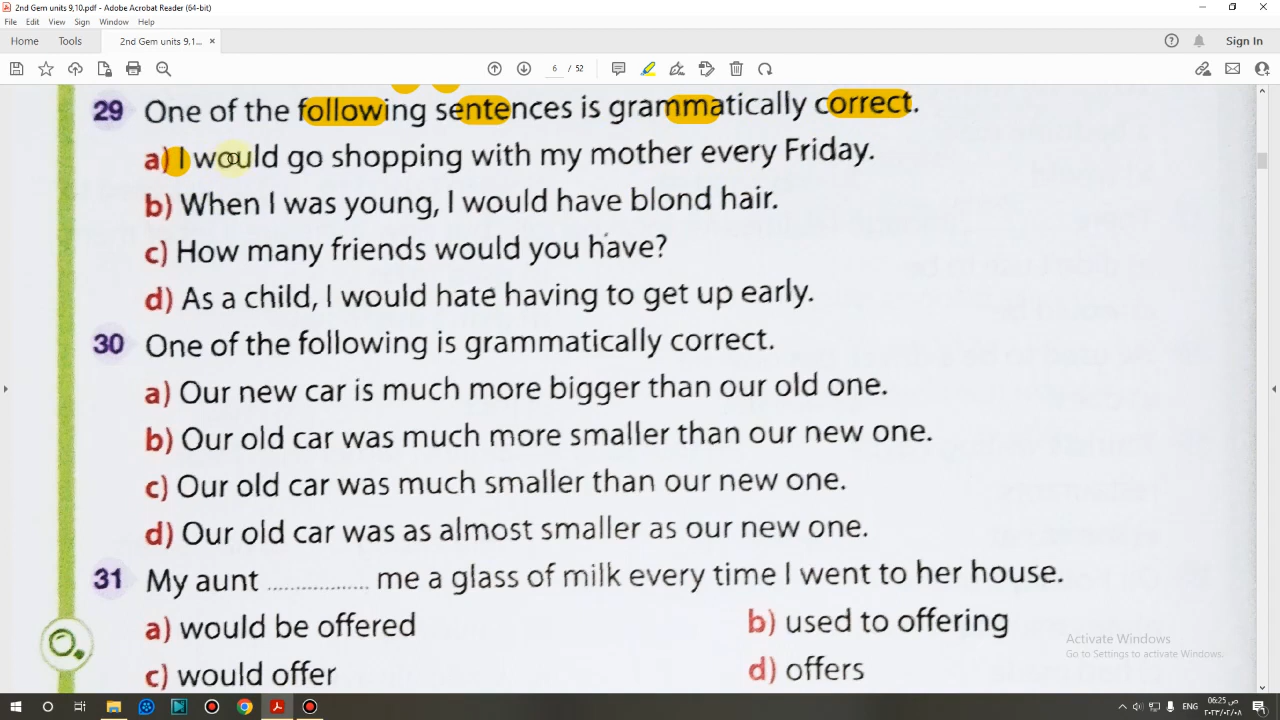 2nd Gem units 9,10.pdf - Adobe Acrobat Reader (64-bit)
File Edit View Sign Window Help
Home Tools 2nd Gem units 9,1... × Sign In
6 / 52
29 One of the following sentences is grammatically correct.
a) I would go shopping with my mother every Friday.
b) When I was young, I would have blond hair.
c) How many friends would you have?
d) As a child, I would hate having to get up early.
30 One of the following is grammatically correct.
a) Our new car is much more bigger than our old one.
b) Our old car was much more smaller than our new one.
c) Our old car was much smaller than our new one.
d) Our old car was as almost smaller as our new one.
31 My aunt ................ me a glass of milk every time I went to her house.
a) would be offered b) used to offering
c) would offer d) offers
Activate Windows
Go to Settings to activate Windows.
ENG 06:25 ص
٢٠٢٣/٠٢/٠٨